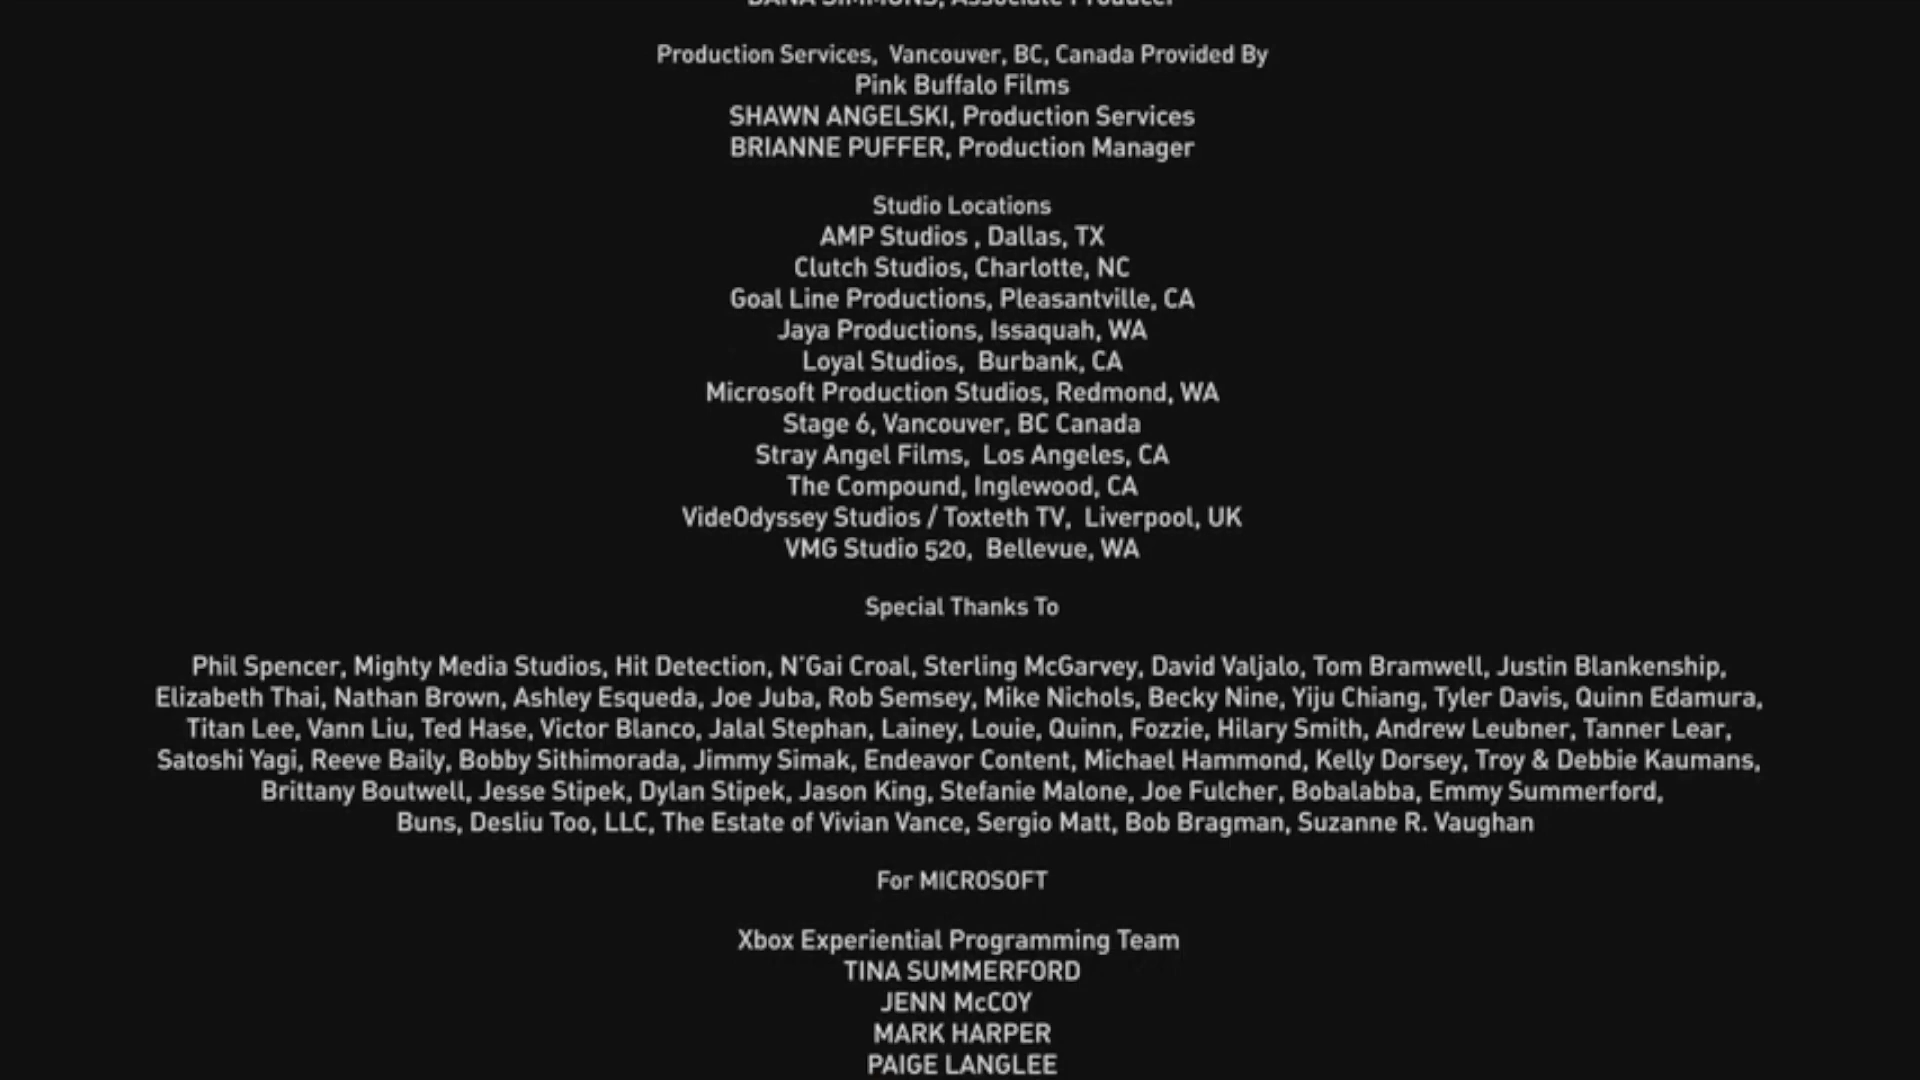 DANA SIMMONS, Associate Producer
Production Services,  Vancouver, BC, Canada Provided By
Pink Buffalo Films
SHAWN ANGELSKI, Production Services
BRIANNE PUFFER, Production Manager
Studio Locations
AMP Studios , Dallas, TX
Clutch Studios, Charlotte, NC
Goal Line Productions, Pleasantville, CA
Jaya Productions, Issaquah, WA
Loyal Studios,  Burbank, CA
Microsoft Production Studios, Redmond, WA
Stage 6, Vancouver, BC Canada
Stray Angel Films,  Los Angeles, CA
The Compound, Inglewood, CA
VideOdyssey Studios / Toxteth TV,  Liverpool, UK
VMG Studio 520,  Bellevue, WA
Special Thanks To
Phil Spencer, Mighty Media Studios, Hit Detection, N'Gai Croal, Sterling McGarvey, David Valjalo, Tom Bramwell, Justin Blankenship,
Elizabeth Thai, Nathan Brown, Ashley Esqueda, Joe Juba, Rob Semsey, Mike Nichols, Becky Nine, Yiju Chiang, Tyler Davis, Quinn Edamura,
Titan Lee, Vann Liu, Ted Hase, Victor Blanco, Jalal Stephan, Lainey, Louie, Quinn, Fozzie, Hilary Smith, Andrew Leubner, Tanner Lear,
Satoshi Yagi, Reeve Baily, Bobby Sithimorada, Jimmy Simak, Endeavor Content, Michael Hammond, Kelly Dorsey, Troy & Debbie Kaumans,
Brittany Boutwell, Jesse Stipek, Dylan Stipek, Jason King, Stefanie Malone, Joe Fulcher, Bobalabba, Emmy Summerford,
Buns, Desliu Too, LLC, The Estate of Vivian Vance, Sergio Matt, Bob Bragman, Suzanne R. Vaughan
For MICROSOFT
Xbox Experiential Programming Team
TINA SUMMERFORD
JENN McCOY
MARK HARPER
PAIGE LANGLEE